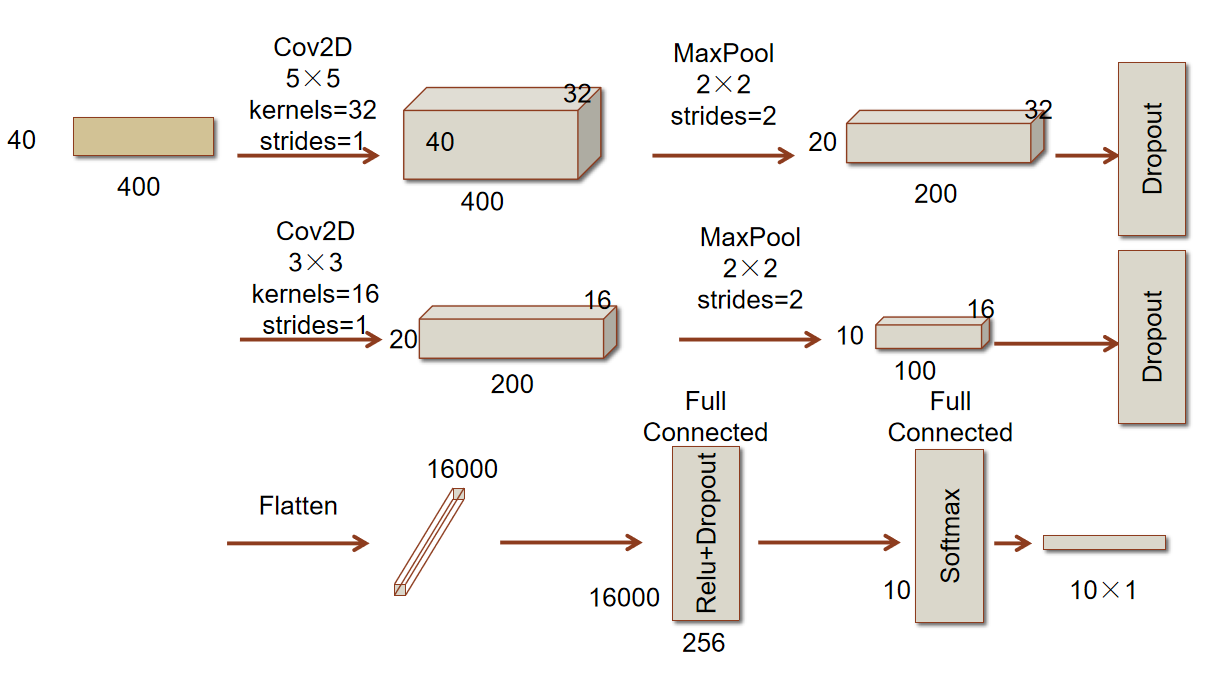 Cov2D
5×5
kernels=32
strides=1
40
400
32
40
400
MaxPool
2×2
strides=2
20
32
200
Dropout
Cov2D
3×3
kernels=16
strides=1
20
16
200
MaxPool
2×2
strides=2
10
16
100
Dropout
Flatten
16000
Full
Connected
Relu+Dropout
16000
256
Full
Connected
Softmax
10
10×1